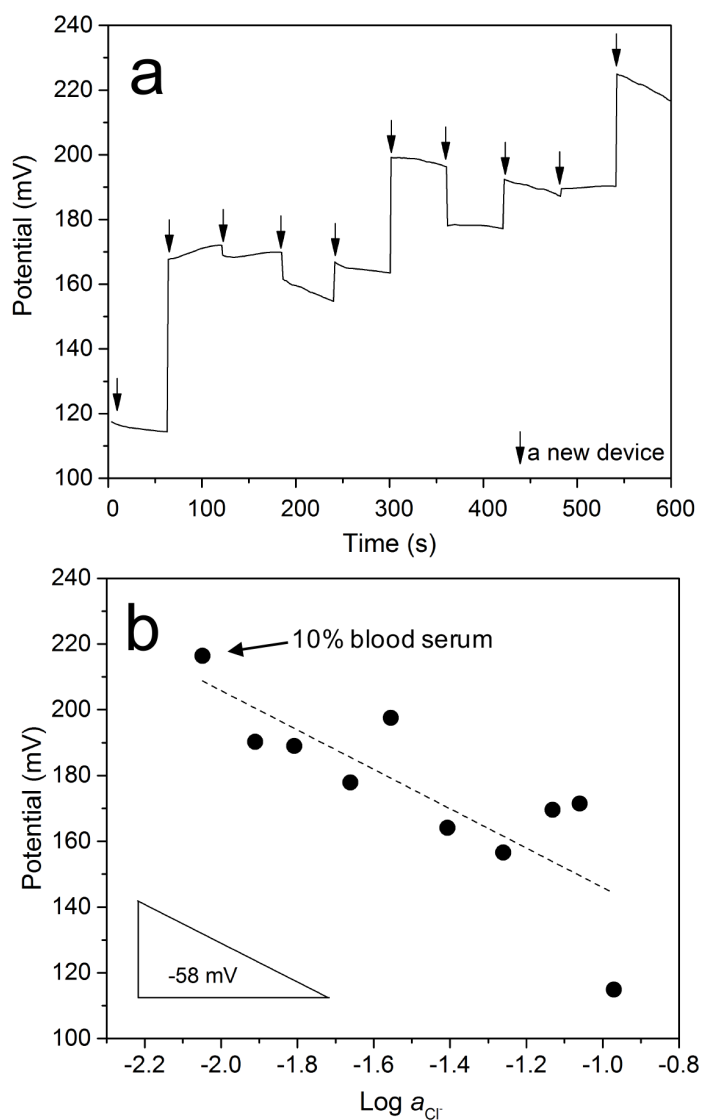 a
240
220
200
180
160
140
120
100
Potential (mV)
a new device
0 100 200 300 400 500 600
Time (s)
b
240
220
200
180
160
140
120
100
Potential (mV)
10% blood serum
-58 mV
-2.2 -2.0 -1.8 -1.6 -1.4 -1.2 -1.0 -0.8
Log a Cl-